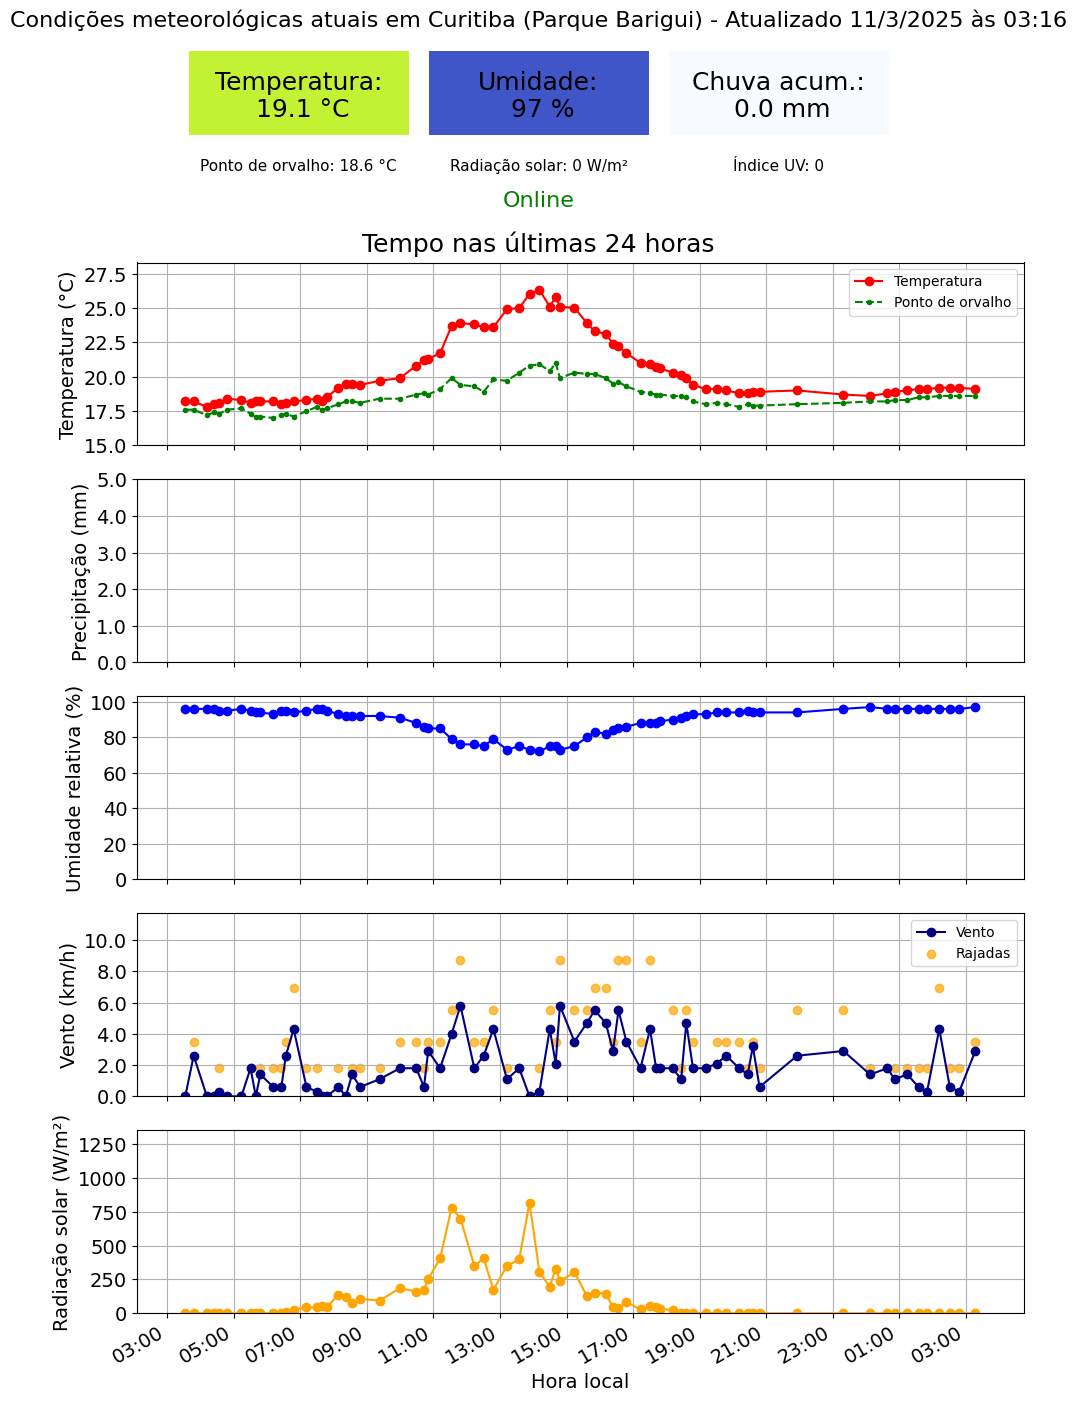 Condições meteorológicas atuais em Curitiba (Parque Barigui) - Atualizado 11/3/2025 às 03:16
Temperatura:
19.1 °C
Umidade:
97 %
Chuva acum.:
0.0 mm
Ponto de orvalho: 18.6 °C
Radiação solar: 0 W/m²
Índice UV: 0
Online
Tempo nas últimas 24 horas
Temperatura (°C)
27.5
25.0
22.5
20.0
17.5
15.0
Temperatura
Ponto de orvalho
Precipitação (mm)
5.0
4.0
3.0
2.0
1.0
0.0
Umidade relativa (%)
100
80
60
40
20
0
Vento (km/h)
10.0
8.0
6.0
4.0
2.0
0.0
Vento
Rajadas
Radiação solar (W/m²)
1250
1000
750
500
250
0
03:00
05:00
07:00
09:00
11:00
13:00
15:00
17:00
19:00
21:00
23:00
01:00
03:00
Hora local